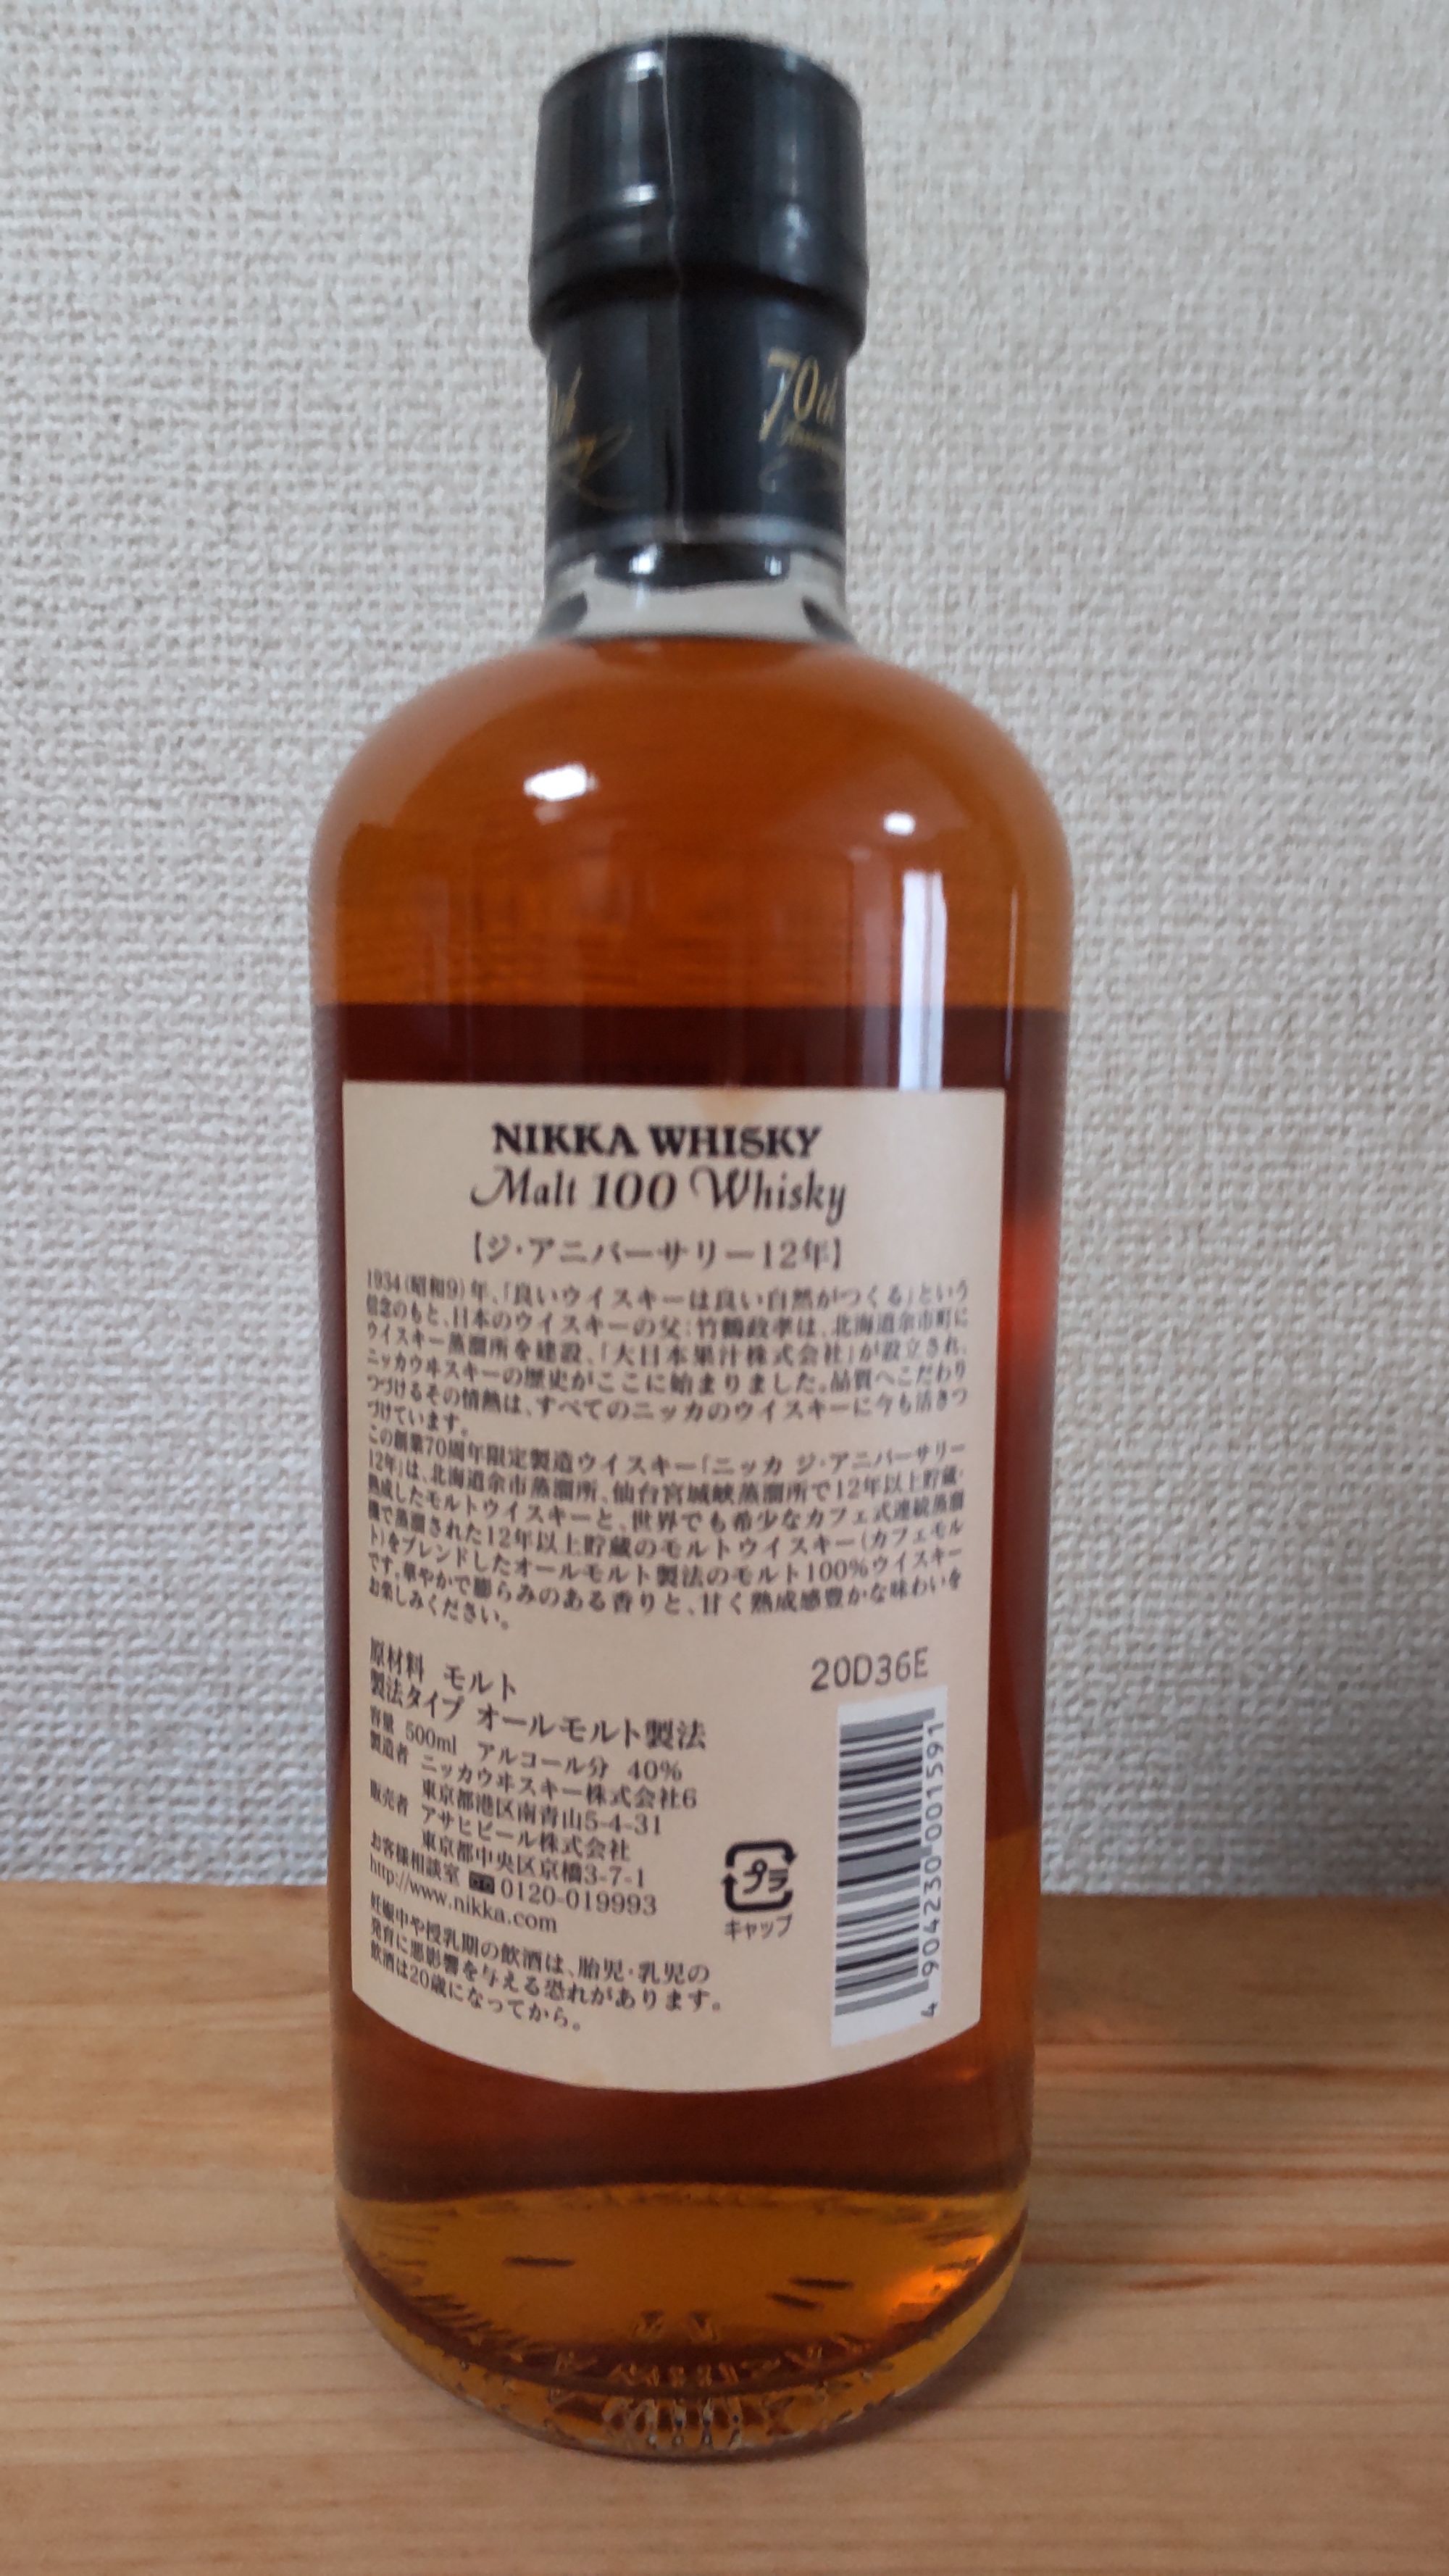 70th
Anniversary
NIKKA WHISKY
Malt 100 Whisky
【ジ・アニバーサリー12年】
1934(昭和9)年、「良いウイスキーは良い自然がつくる」という
信念のもと、日本のウイスキーの父:竹鶴政孝は、北海道余市町に
ウイスキー蒸溜所を建設、「大日本果汁株式会社」が設立され、
ニッカウヰスキーの歴史がここに始まりました。品質へこだわり
つづけるその情熱は、すべてのニッカのウイスキーに今も活きつ
づけています。
この創業70周年限定製造ウイスキー「ニッカ ジ・アニバーサリー
12年」は、北海道余市蒸溜所、仙台宮城峡蒸溜所で12年以上貯蔵・
熟成したモルトウイスキーと、世界でも希少なカフェ式連続蒸溜
機で蒸溜された12年以上貯蔵のモルトウイスキー(カフェモル
ト)をブレンドしたオールモルト製法のモルト100%ウイスキー
です。華やかで膨らみのある香りと、甘く熟成感豊かな味わいを
お楽しみください。
20D36E
原材料 モルト
製法タイプ オールモルト製法
容量 500ml アルコール分 40%
製造者 ニッカウヰスキー株式会社6
東京都港区南青山5-4-31
販売者 アサヒビール株式会社
東京都中央区京橋3-7-1
お客様相談室 0120-019993
http://www.nikka.com
妊娠中や授乳期の飲酒は、胎児・乳児の
発育に悪影響を与える恐れがあります。
飲酒は20歳になってから。
プラ
キャップ
4 904230 001591